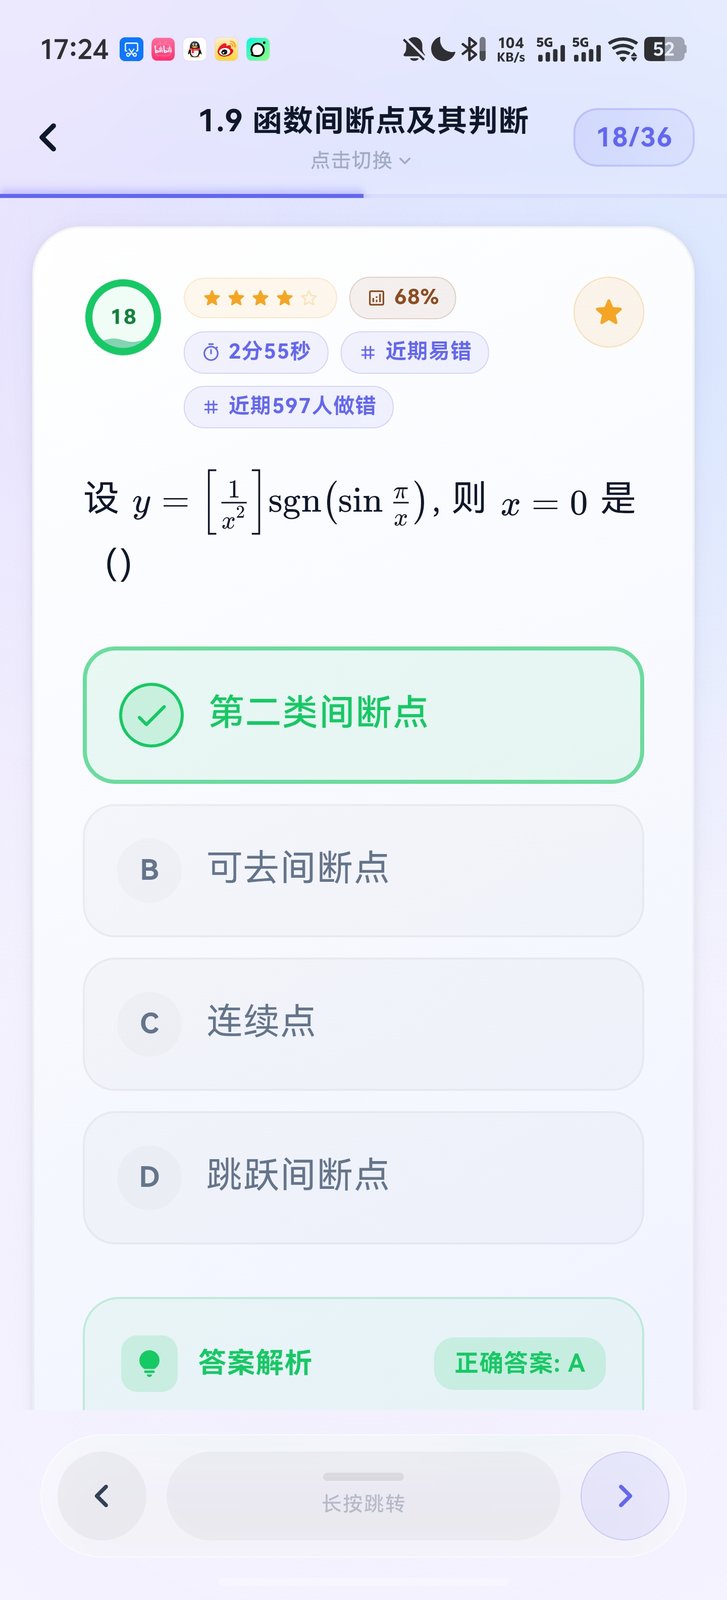 17:24 104 KB/s 5G 5G 52
1.9 函数间断点及其判断
点击切换
18/36
18
68%
2分55秒
# 近期易错
# 近期597人做错
设 y = [1/x²] sgn(sin π/x), 则 x = 0 是
()
第二类间断点
B 可去间断点
C 连续点
D 跳跃间断点
答案解析 正确答案: A
长按跳转